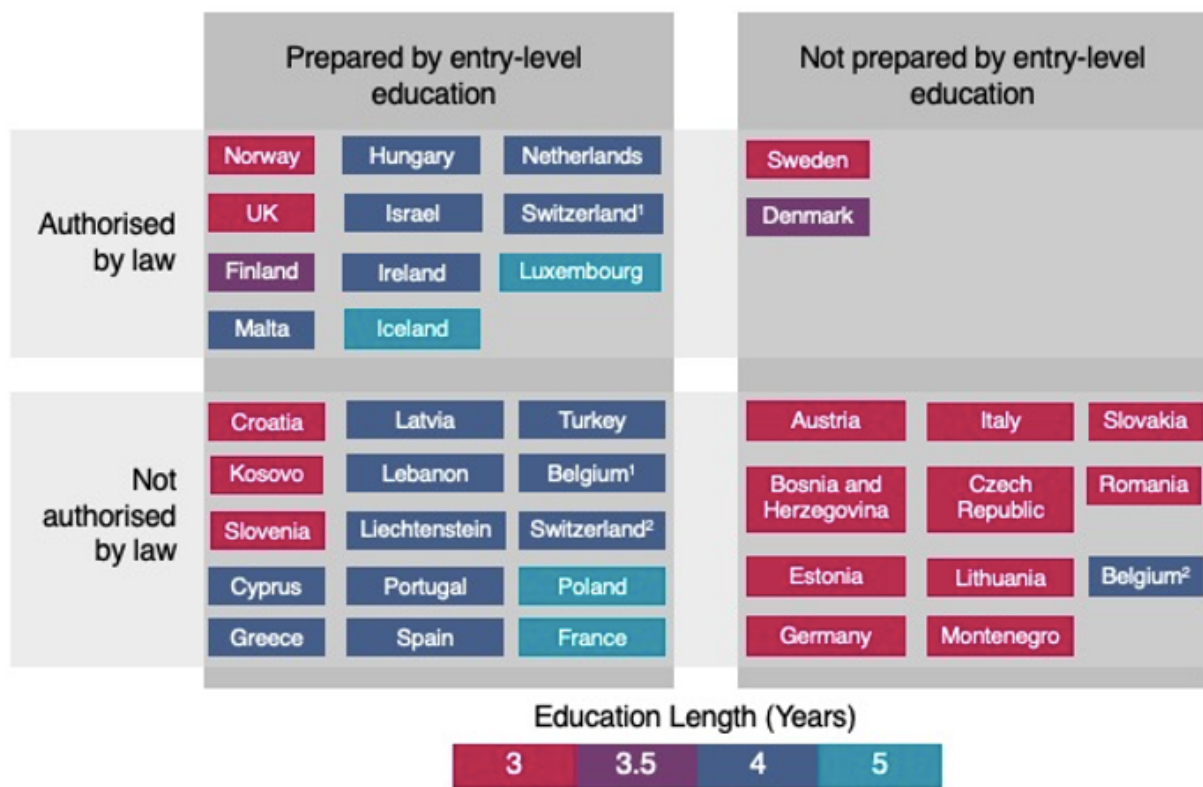 Prepared by entry-level
education
Not prepared by entry-level
education
Authorised
by law
Norway Hungary Netherlands
UK Israel Switzerland¹
Finland Ireland Luxembourg
Malta Iceland
Sweden
Denmark
Not
authorised
by law
Croatia Latvia Turkey
Kosovo Lebanon Belgium¹
Slovenia Liechtenstein Switzerland²
Cyprus Portugal Poland
Greece Spain France
Austria Italy Slovakia
Bosnia and
Herzegovina
Czech
Republic
Romania
Estonia Lithuania Belgium²
Germany Montenegro
Education Length (Years)
3 3.5 4 5